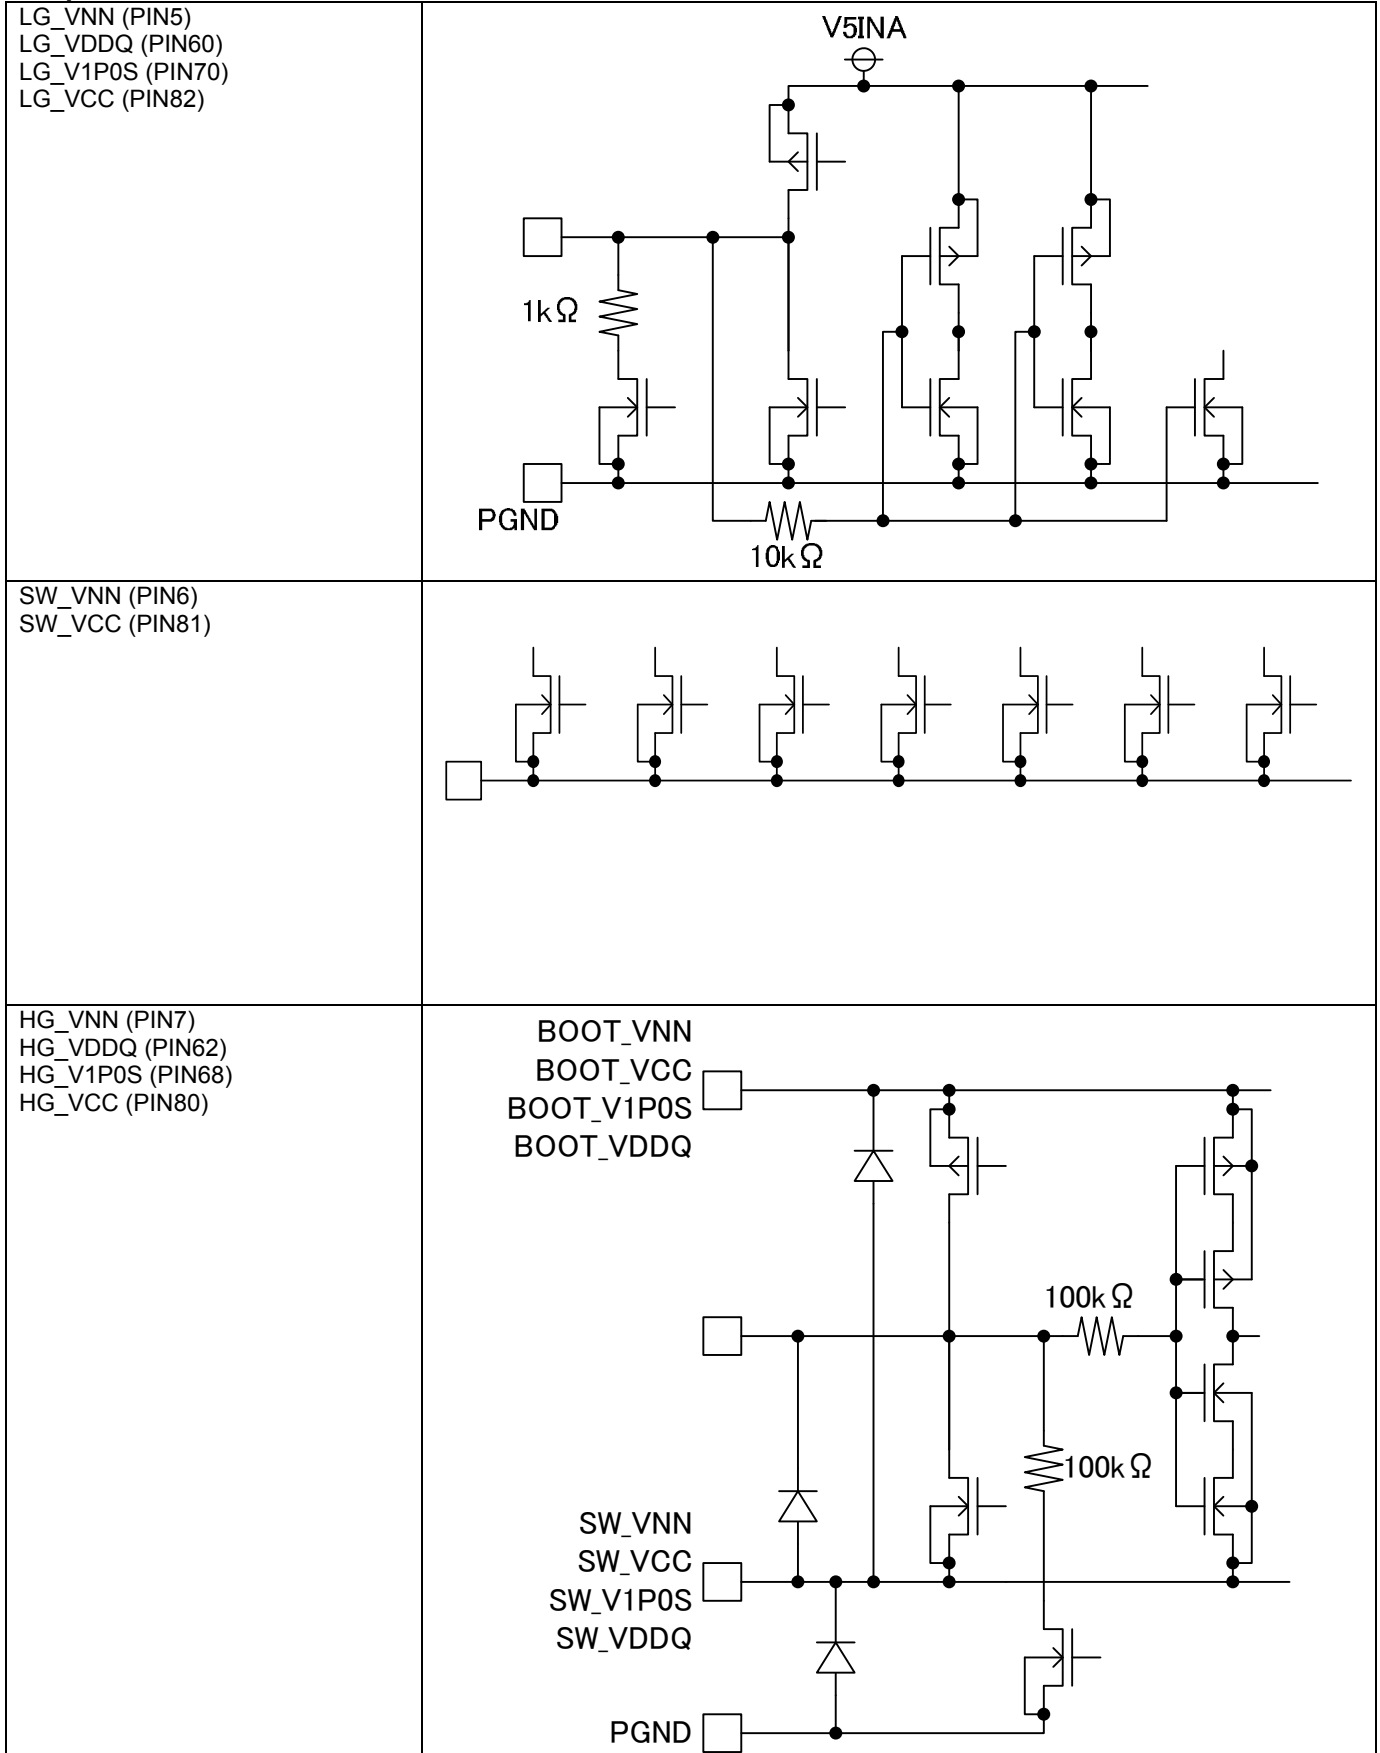 LG_VNN (PIN5)
LG_VDDQ (PIN60)
LG_V1P0S (PIN70)
LG_VCC (PIN82)
V5INA
1kΩ
PGND
10kΩ
SW_VNN (PIN6)
SW_VCC (PIN81)
HG_VNN (PIN7)
HG_VDDQ (PIN62)
HG_V1P0S (PIN68)
HG_VCC (PIN80)
BOOT_VNN
BOOT_VCC
BOOT_V1P0S
BOOT_VDDQ
100kΩ
100kΩ
SW_VNN
SW_VCC
SW_V1P0S
SW_VDDQ
PGND